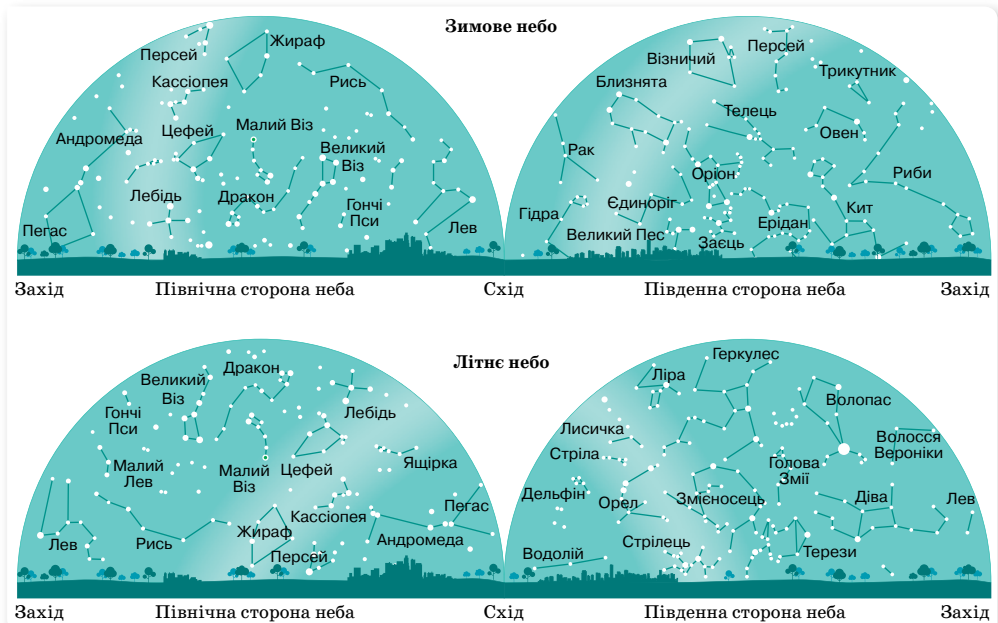 Зимове небо
Персей
Жираф
Кассіопея
Рись
Андромеда
Цефей
Малий Віз
Великий
Віз
Лебідь
Дракон
Гончі
Пси
Пегас
Лев
Візничий
Персей
Близнята
Трикутник
Телець
Овен
Рак
Оріон
Риби
Гідра
Єдиноріг
Кит
Ерідан
Великий Пес
Заєць
Захід
Північна сторона неба
Схід
Південна сторона неба
Захід
Літнє небо
Дракон
Великий
Віз
Гончі
Пси
Лебідь
Малий
Лев
Малий
Віз
Цефей
Ящірка
Пегас
Кассіопея
Жираф
Андромеда
Лев
Рись
Персей
Геркулес
Ліра
Волопас
Лисичка
Волосся
Вероніки
Стріла
Голова
Змії
Дельфін
Орел
Змієносець
Діва
Лев
Стрілець
Водолій
Терези
Захід
Північна сторона неба
Схід
Південна сторона неба
Захід